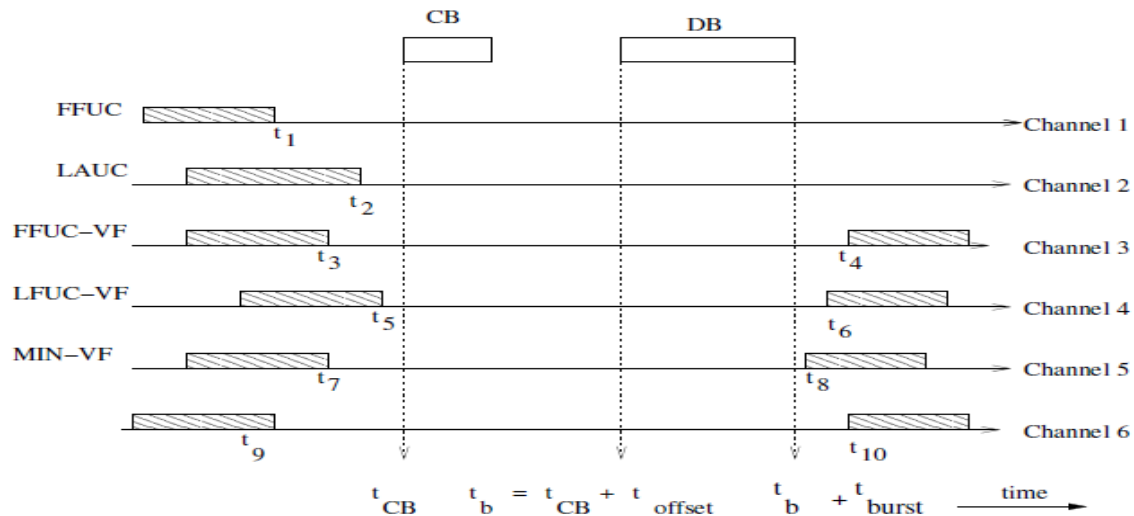 CB
DB
FFUC
t1
Channel 1
LAUC
t2
Channel 2
FFUC-VF
t3
t4
Channel 3
LFUC-VF
t5
t6
Channel 4
MIN-VF
t7
t8
Channel 5
t9
t10
Channel 6
tCB tb = tCB + toffset tb + tburst time